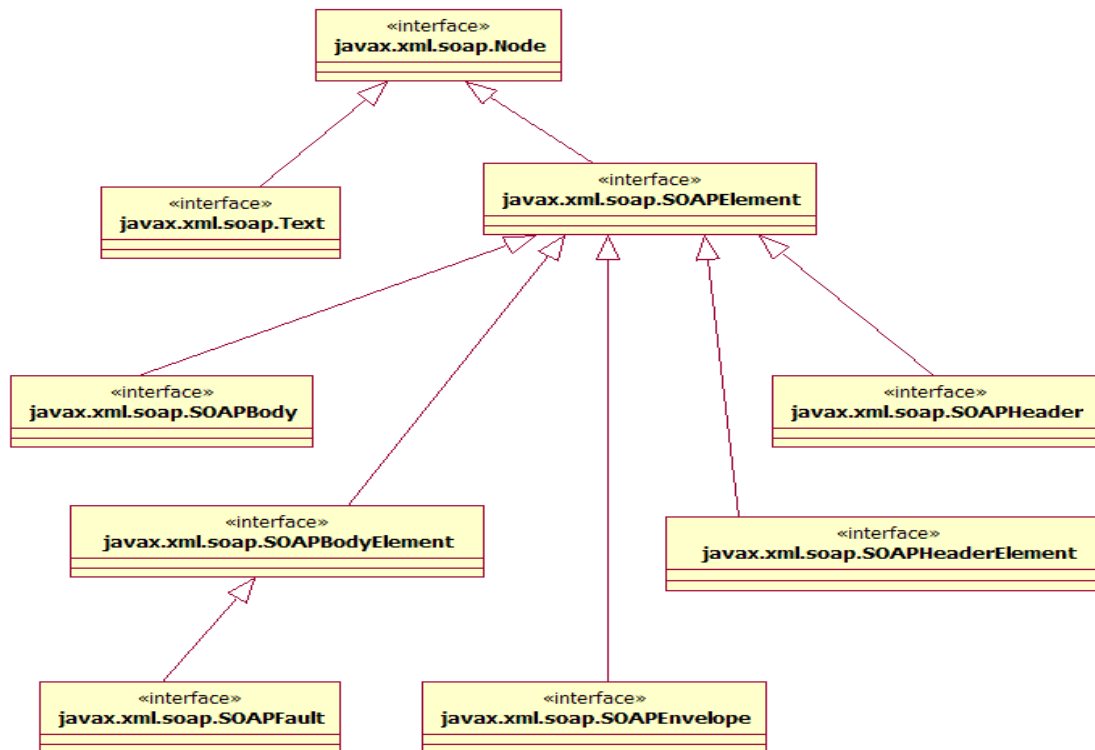 «interface»
javax.xml.soap.Node
«interface»
javax.xml.soap.SOAPElement
«interface»
javax.xml.soap.Text
«interface»
javax.xml.soap.SOAPBody
«interface»
javax.xml.soap.SOAPHeader
«interface»
javax.xml.soap.SOAPBodyElement
«interface»
javax.xml.soap.SOAPHeaderElement
«interface»
javax.xml.soap.SOAPFault
«interface»
javax.xml.soap.SOAPEnvelope